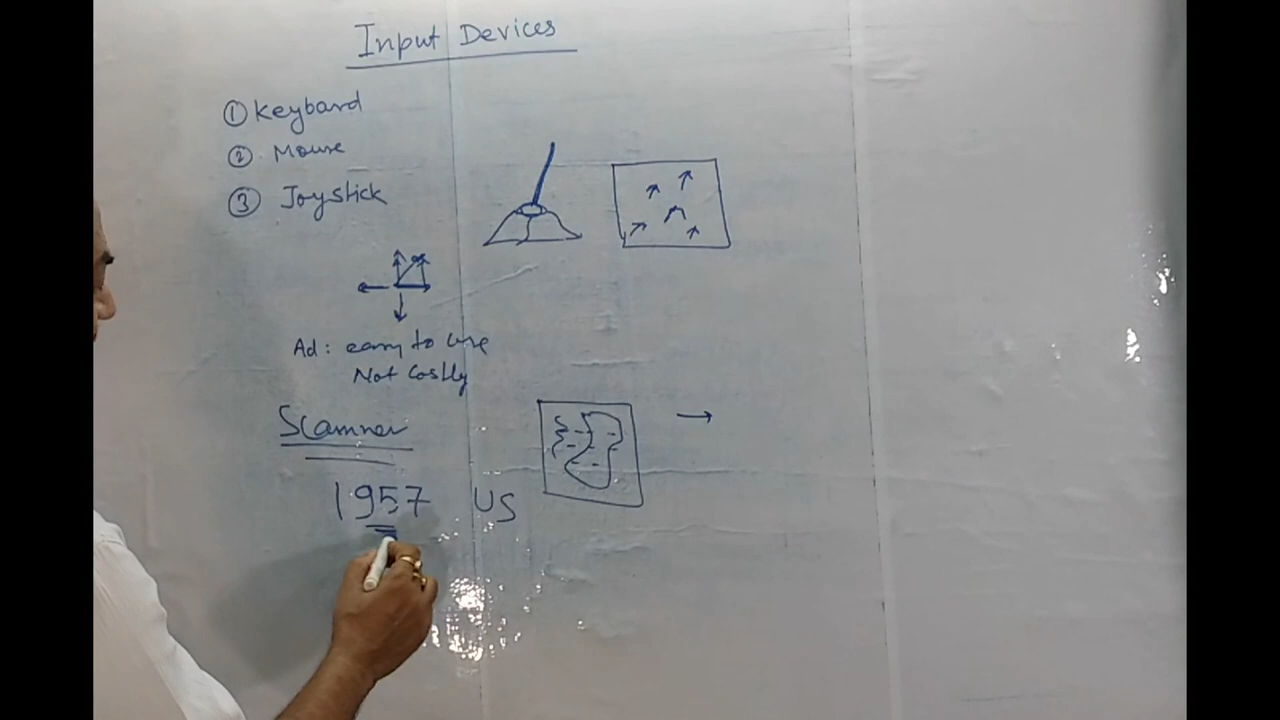 Input Devices
① Keyboard
② Mouse
③ Joystick
Ad: easy to use
Not Costly
Scanner
1957 US